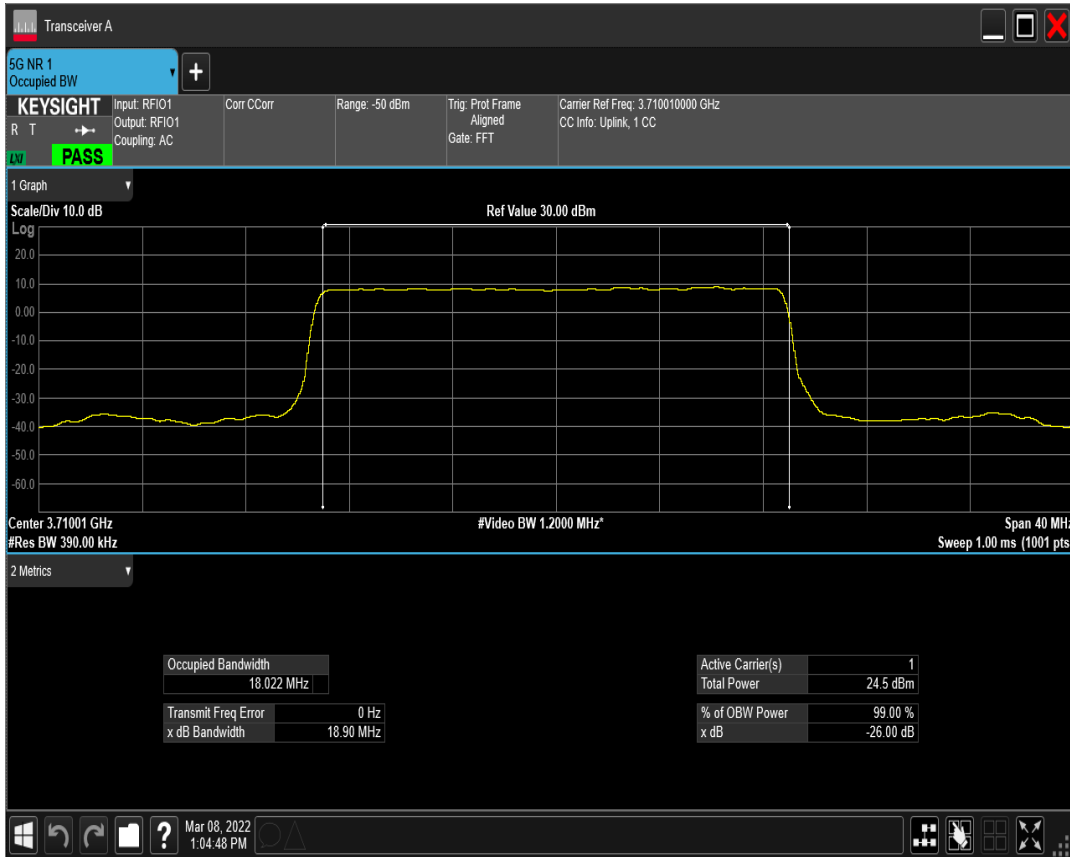 Transceiver A
5G NR 1
Occupied BW
+
KEYSIGHT
R T
LXI
PASS
Input: RFIO1
Output: RFIO1
Coupling: AC
Corr CCorr
Range: -50 dBm
Trig: Prot Frame
Aligned
Gate: FFT
Carrier Ref Freq: 3.710010000 GHz
CC Info: Uplink, 1 CC
1 Graph
Scale/Div 10.0 dB
Ref Value 30.00 dBm
Log
20.0
10.0
0.00
-10.0
-20.0
-30.0
-40.0
-50.0
-60.0
Center 3.71001 GHz
#Video BW 1.2000 MHz*
Span 40 MHz
#Res BW 390.00 kHz
Sweep 1.00 ms (1001 pts
2 Metrics
Occupied Bandwidth
18.022 MHz
Transmit Freq Error 0 Hz
x dB Bandwidth 18.90 MHz
Active Carrier(s) 1
Total Power 24.5 dBm
% of OBW Power 99.00 %
x dB -26.00 dB
?
Mar 08, 2022
1:04:48 PM